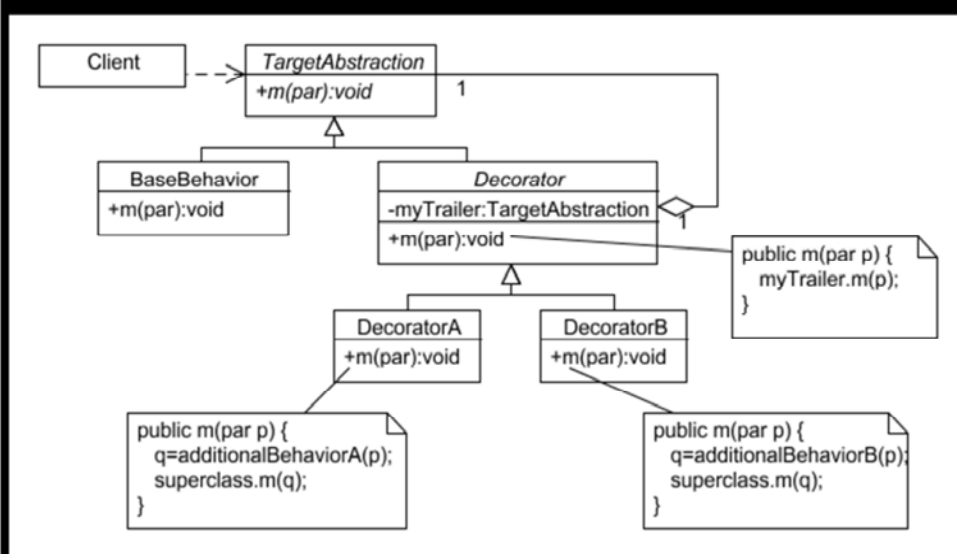 Client
TargetAbstraction
+m(par):void
1
BaseBehavior
+m(par):void
Decorator
-myTrailer:TargetAbstraction
1
+m(par):void
public m(par p) {
myTrailer.m(p);
}
DecoratorA
+m(par):void
DecoratorB
+m(par):void
public m(par p) {
q=additionalBehaviorA(p);
superclass.m(q);
}
public m(par p) {
q=additionalBehaviorB(p);
superclass.m(q);
}